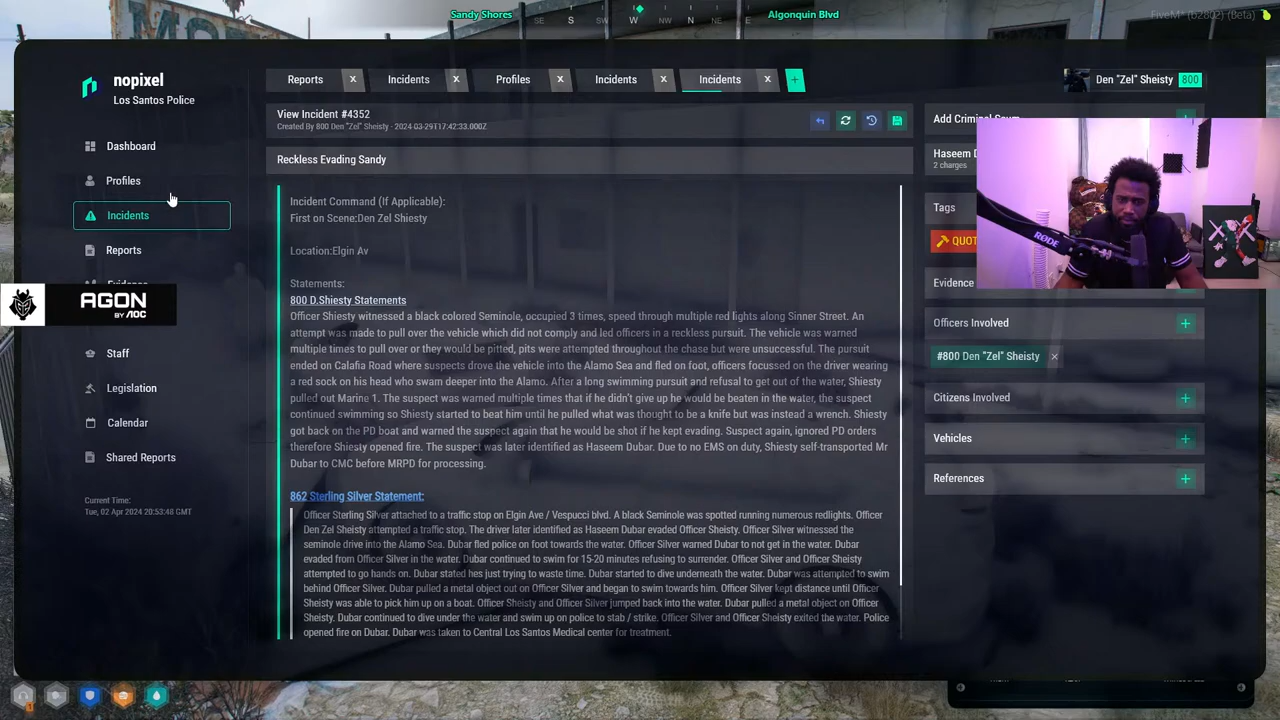 Sandy Shores
SE S SW W NW N NE E
Algonquin Blvd
FiveM® (b2802) (Beta)
MOTEL
nopixel
Los Santos Police
Reports x Incidents x Profiles x Incidents x Incidents x +
Den "Zel" Sheisty 800
View Incident #4352
Created By 800 Den "Zel" Sheisty - 2024-03-29T17:42:33.000Z
Reckless Evading Sandy
Dashboard
Profiles
Incidents
Reports
AGON
BY AOC
Staff
Legislation
Calendar
Shared Reports
Current Time:
Tue, 02 Apr 2024 20:53:48 GMT
Incident Command (If Applicable):
First on Scene:Den Zel Shiesty
Location:Elgin Av
Statements:
800 D.Shiesty Statements
Officer Shiesty witnessed a black colored Seminole, occupied 3 times, speed through multiple red lights along Sinner Street. An
attempt was made to pull over the vehicle which did not comply and led officers in a reckless pursuit. The vehicle was warned
multiple times to pull over or they would be pitted, pits were attempted throughout the chase but were unsuccessful. The pursuit
ended on Calafia Road where suspects drove the vehicle into the Alamo Sea and fled on foot, officers focussed on the driver wearing
a red sock on his head who swam deeper into the Alamo. After a long swimming pursuit and refusal to get out of the water, Shiesty
pulled out Marine 1. The suspect was warned multiple times that if he didn't give up he would be beaten in the water, the suspect
continued swimming so Shiesty started to beat him until he pulled what was thought to be a knife but was instead a wrench. Shiesty
got back on the PD boat and warned the suspect again that he would be shot if he kept evading. Suspect again, ignored PD orders
therefore Shiesty opened fire. The suspect was later identified as Haseem Dubar. Due to no EMS on duty, Shiesty self-transported Mr
Dubar to CMC before MRPD for processing.
862 Sterling Silver Statement:
Officer Sterling Silver attached to a traffic stop on Elgin Ave / Vespucci blvd. A black Seminole was spotted running numerous redlights. Officer
Den Zel Sheisty attempted a traffic stop. The driver later identified as Haseem Dubar evaded Officer Sheisty. Officer Silver witnessed the
seminole drive into the Alamo Sea. Dubar fled police on foot towards the water. Officer Silver warned Dubar to not get in the water. Dubar
evaded from Officer Silver in the water. Dubar continued to swim for 15-20 minutes refusing to surrender. Officer Silver and Officer Sheisty
attempted to go hands on. Dubar stated hes just trying to waste time. Dubar started to dive underneath the water. Dubar was attempted to swim
behind Officer Silver. Dubar pulled a metal object out on Officer Silver and began to swim towards him. Officer Silver kept distance until Officer
Sheisty was able to pick him up on a boat. Officer Sheisty and Officer Silver jumped back into the water. Dubar pulled a metal object on Officer
Sheisty. Dubar continued to dive under the water and swim up on police to stab / strike. Officer Silver and Officer Sheisty exited the water. Police
opened fire on Dubar. Dubar was taken to Central Los Santos Medical center for treatment.
Add Criminal Scum
Haseem D
2 charges
Tags
QUOT
RØDE
Evidence
Officers Involved +
#800 Den "Zel" Sheisty x
Citizens Involved +
Vehicles +
References +